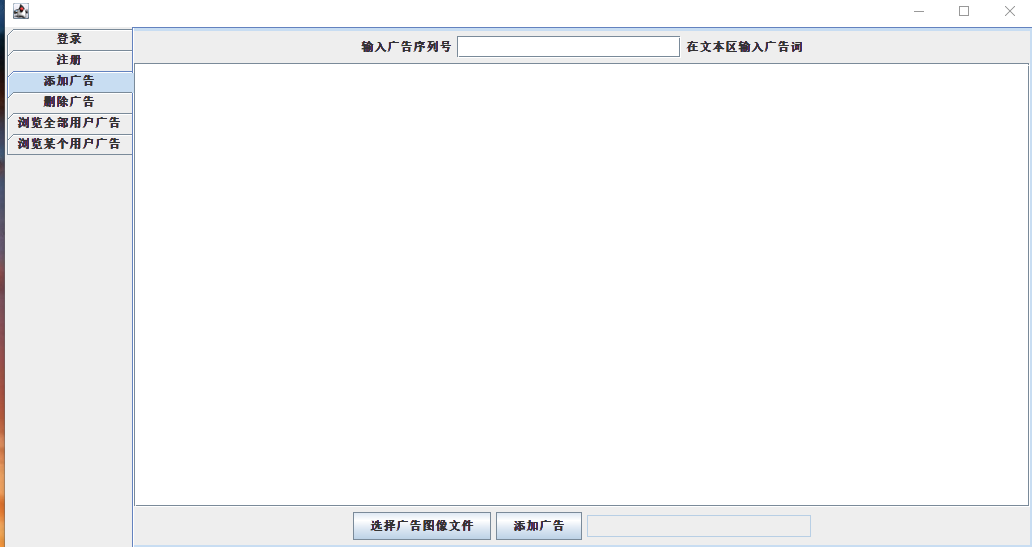 登录
注册
添加广告
删除广告
浏览全部用户广告
浏览某个用户广告
输入广告序列号 在文本区输入广告词
选择广告图像文件 添加广告